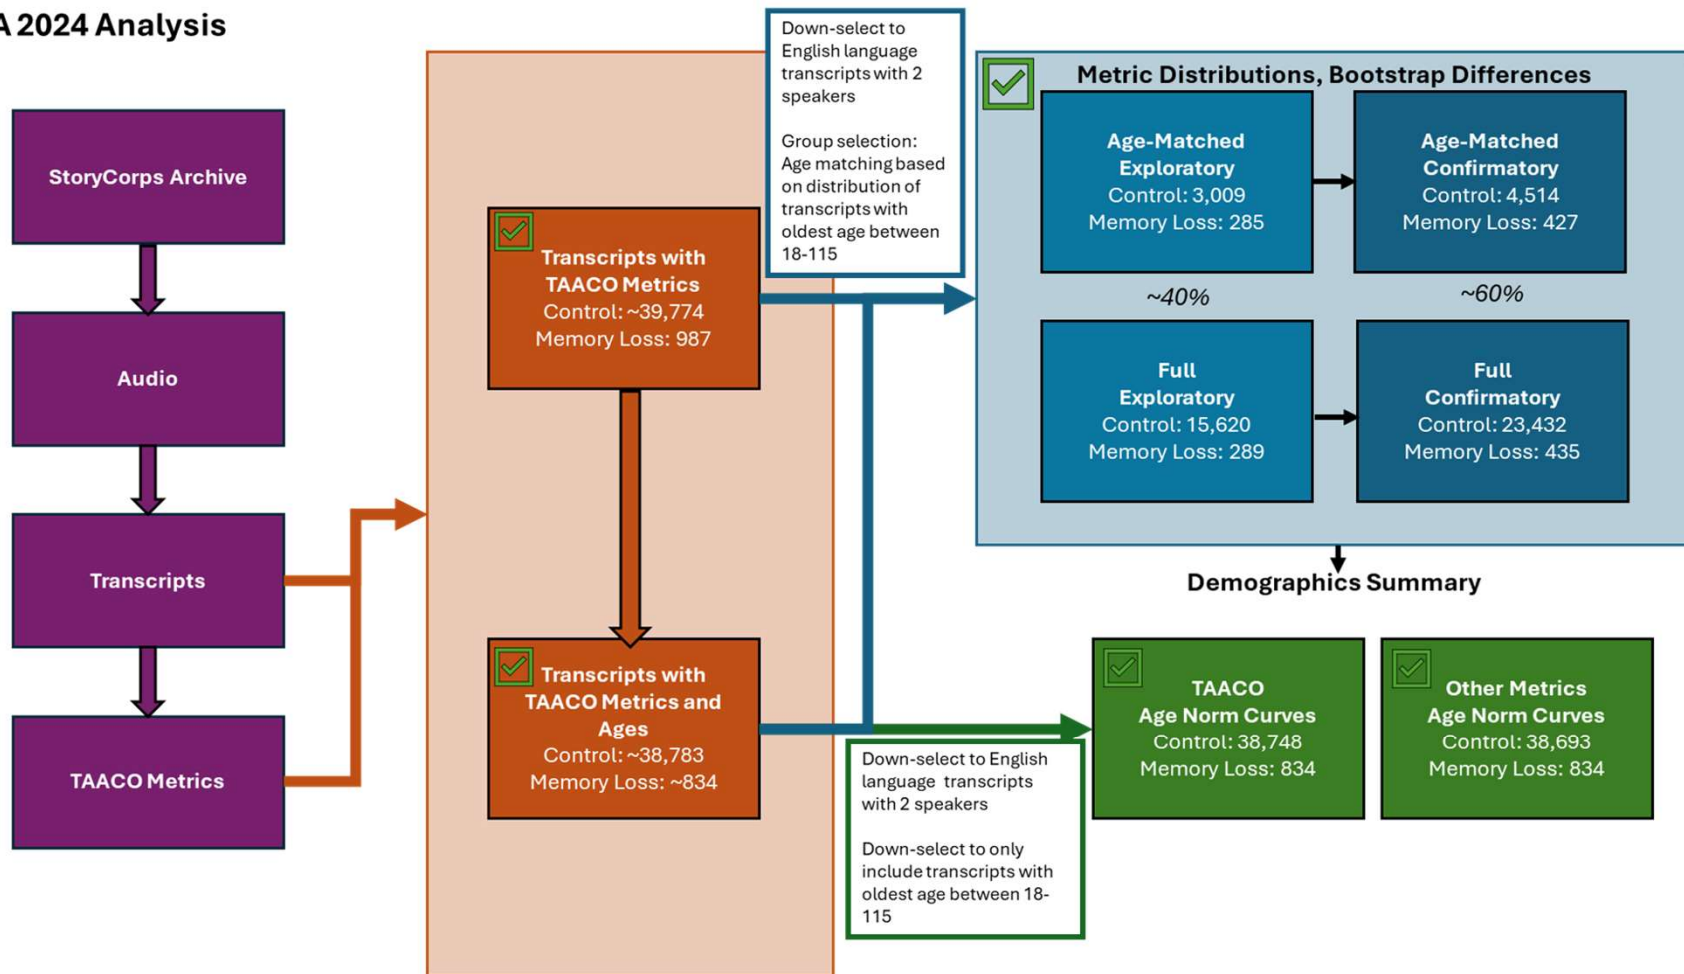 A 2024 Analysis
StoryCorps Archive
Audio
Transcripts
TAACO Metrics
Transcripts with
TAACO Metrics
Control: ~39,774
Memory Loss: 987
Transcripts with
TAACO Metrics and
Ages
Control: ~38,783
Memory Loss: ~834
Down-select to
English language
transcripts with 2
speakers
Group selection:
Age matching based
on distribution of
transcripts with
oldest age between
18-115
Metric Distributions, Bootstrap Differences
Age-Matched
Exploratory
Control: 3,009
Memory Loss: 285
Age-Matched
Confirmatory
Control: 4,514
Memory Loss: 427
~40%
~60%
Full
Exploratory
Control: 15,620
Memory Loss: 289
Full
Confirmatory
Control: 23,432
Memory Loss: 435
Demographics Summary
Down-select to English
language transcripts
with 2 speakers
Down-select to only
include transcripts with
oldest age between 18-
115
TAACO
Age Norm Curves
Control: 38,748
Memory Loss: 834
Other Metrics
Age Norm Curves
Control: 38,693
Memory Loss: 834